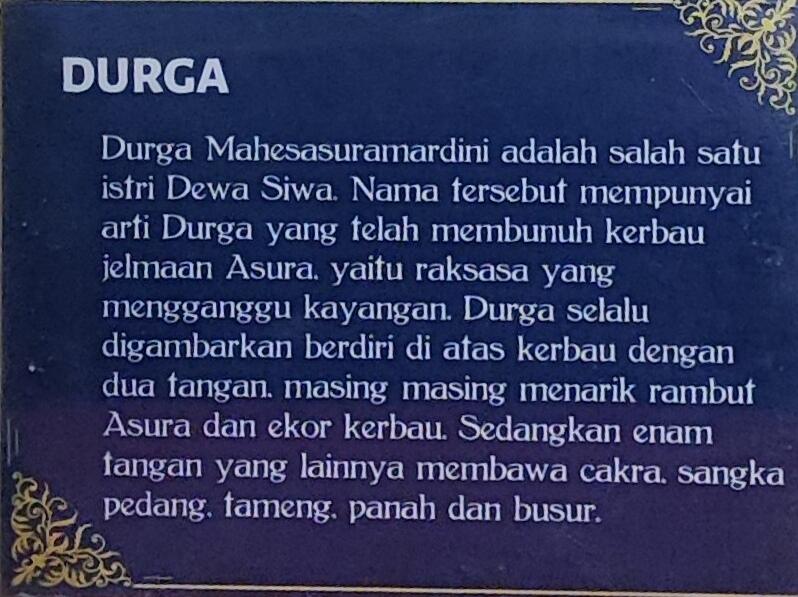 DURGA
Durga Mahesasuramardini adalah salah satu
istri Dewa Siwa. Nama tersebut mempunyai
arti Durga yang telah membunuh kerbau
jelmaan Asura, yaitu raksasa yang
mengganggu kayangan. Durga selalu
digambarkan berdiri di atas kerbau dengan
dua tangan, masing masing menarik rambut
Asura dan ekor kerbau. Sedangkan enam
tangan yang lainnya membawa cakra, sangka
pedang, tameng, panah dan busur.